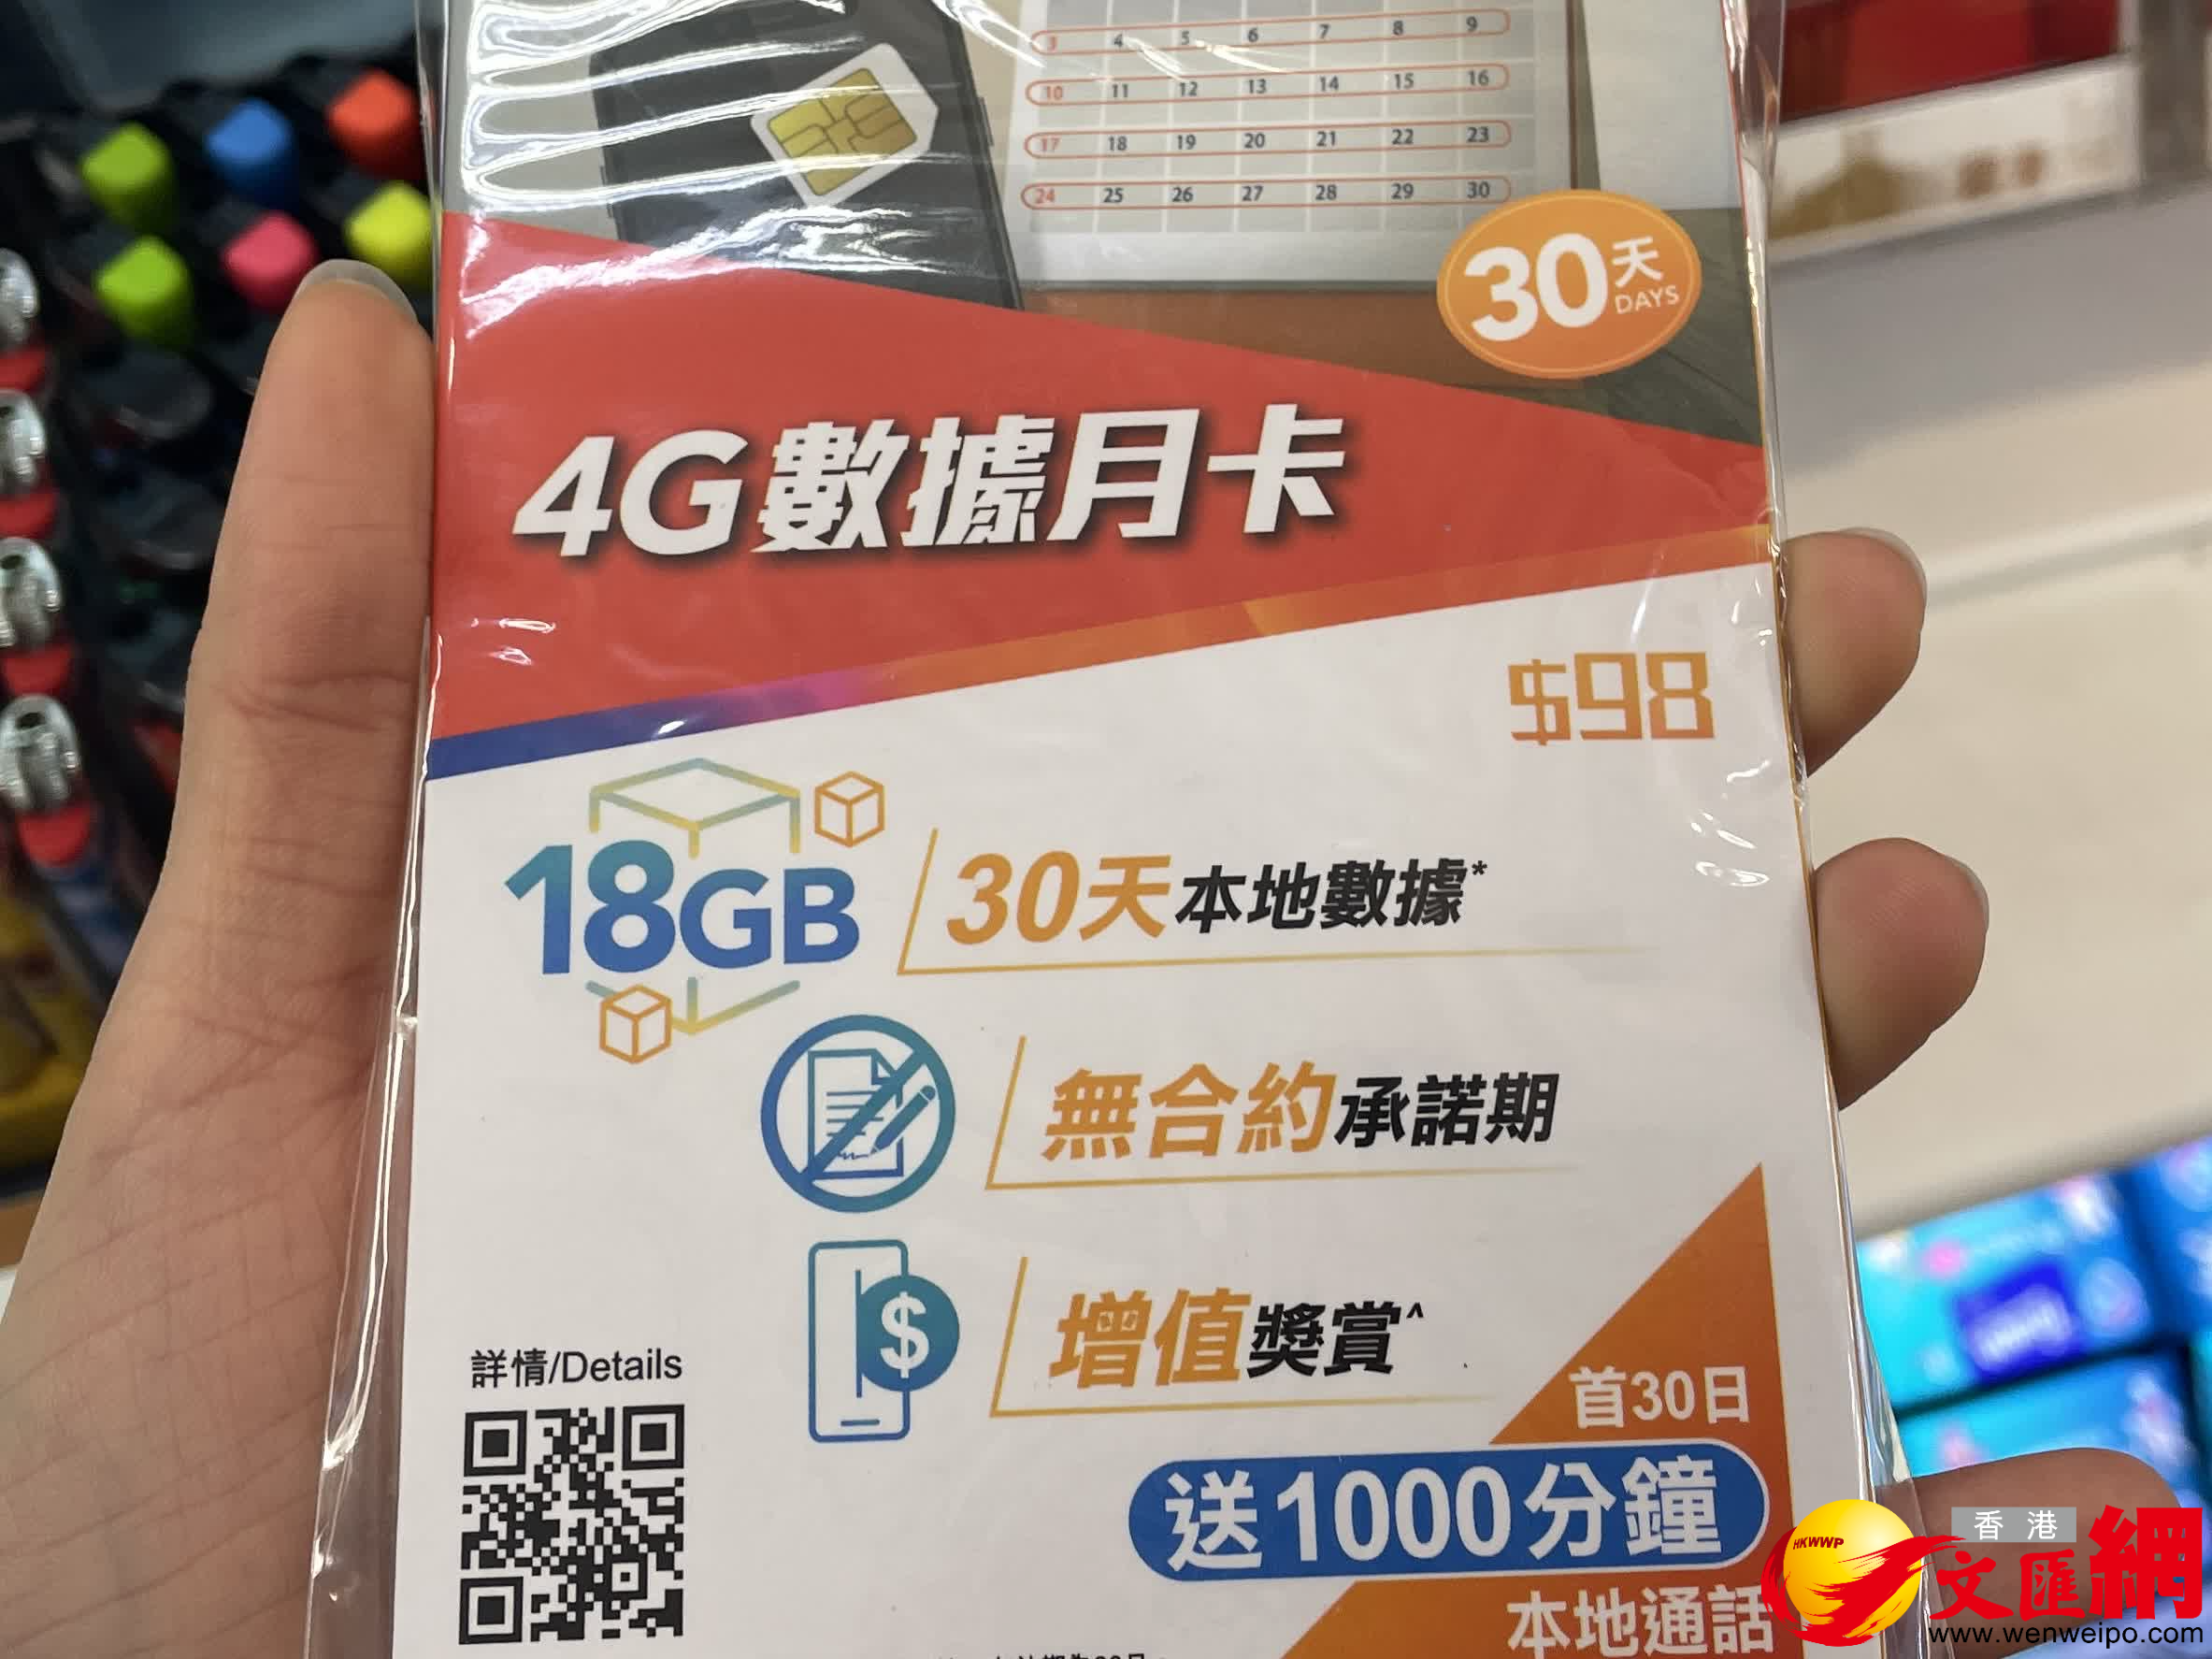 3 4 5 6 7 8 9
10 11 12 13 14 15 16
17 18 19 20 21 22 23
24 25 26 27 28 29 30
30天
DAYS
4G數據月卡
$98
18GB
30天本地數據*
無合約承諾期
增值獎賞^
詳情/Details
首30日
送1000分鐘
本地通話
HKWWP
香港
文匯網
www.wenweipo.com